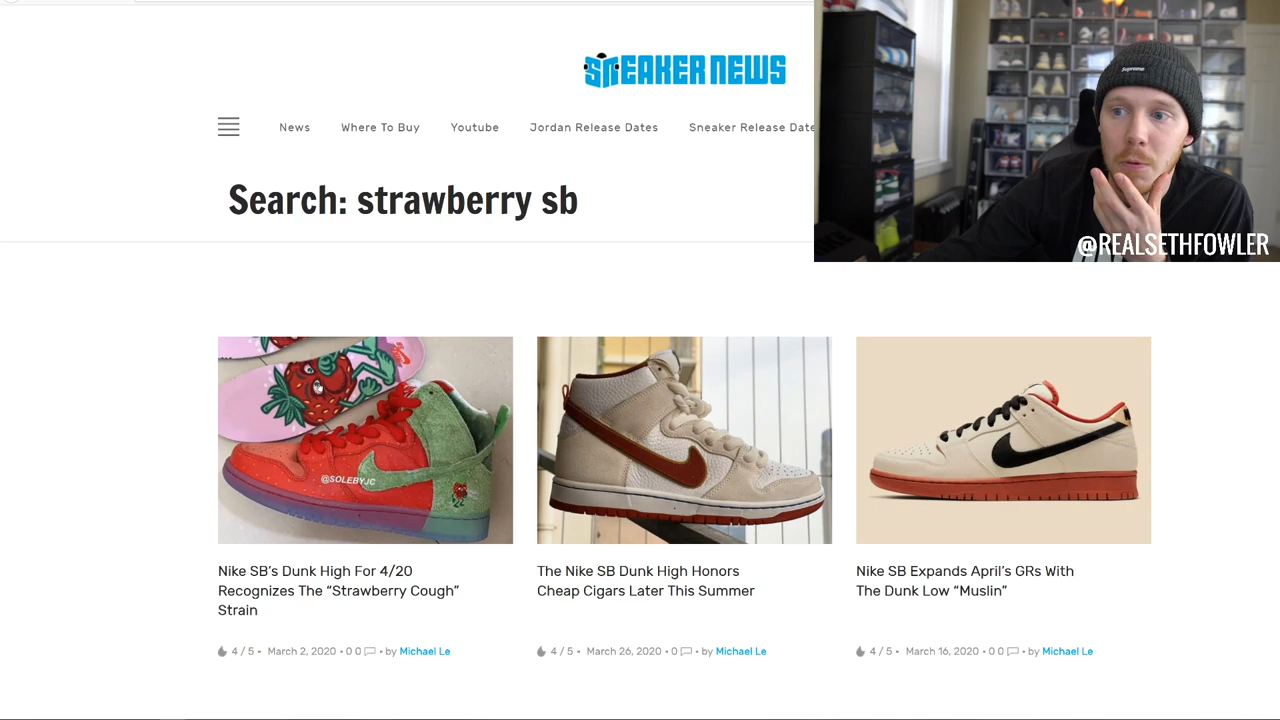 SNEAKER NEWS
News
Where To Buy
Youtube
Jordan Release Dates
Sneaker Release Date
Supreme
Search: strawberry sb
@REALSETHFOWLER
@SOLEBYJC
Nike SB's Dunk High For 4/20
Recognizes The “Strawberry Cough”
Strain
4 / 5 • March 2, 2020 • 0 0 • by Michael Le
The Nike SB Dunk High Honors
Cheap Cigars Later This Summer
4 / 5 • March 26, 2020 • 0 • by Michael Le
Nike SB Expands April’s GRs With
The Dunk Low “Muslin”
4 / 5 • March 16, 2020 • 0 0 • by Michael Le